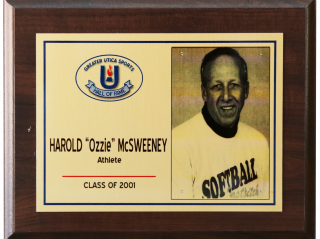 GREATER UTICA SPORTS
U
HALL OF FAME
HAROLD "Ozzie" McSWEENEY
Athlete
CLASS OF 2001
SOFTBALL